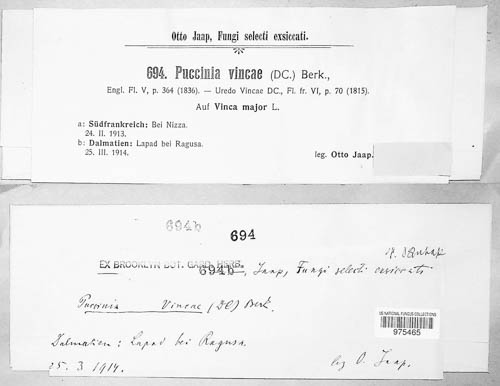 Otto Jaap, Fungi selecti exsiccati.
694. Puccinia vincae (DC.) Berk.,
Engl. Fl. V, p. 364 (1836). — Uredo Vincae DC., Fl. fr. VI, p. 70 (1815).
Auf Vinca major L.
a: Südfrankreich: Bei Nizza.
24. II. 1913.
b: Dalmatien: Lapad bei Ragusa.
25. III. 1914.
leg. Otto Jaap.
694b
694
EX BROOKLYN BOT. GARD. HERB.
694b, Jaap, Fungi selecti exsiccati
Puccinia Vincae (DC) Berk.
US NATIONAL FUNGUS COLLECTIONS
975465
Dalmatien: Lapad bei Ragusa.
25. 3. 1914.
leg O. Jaap.